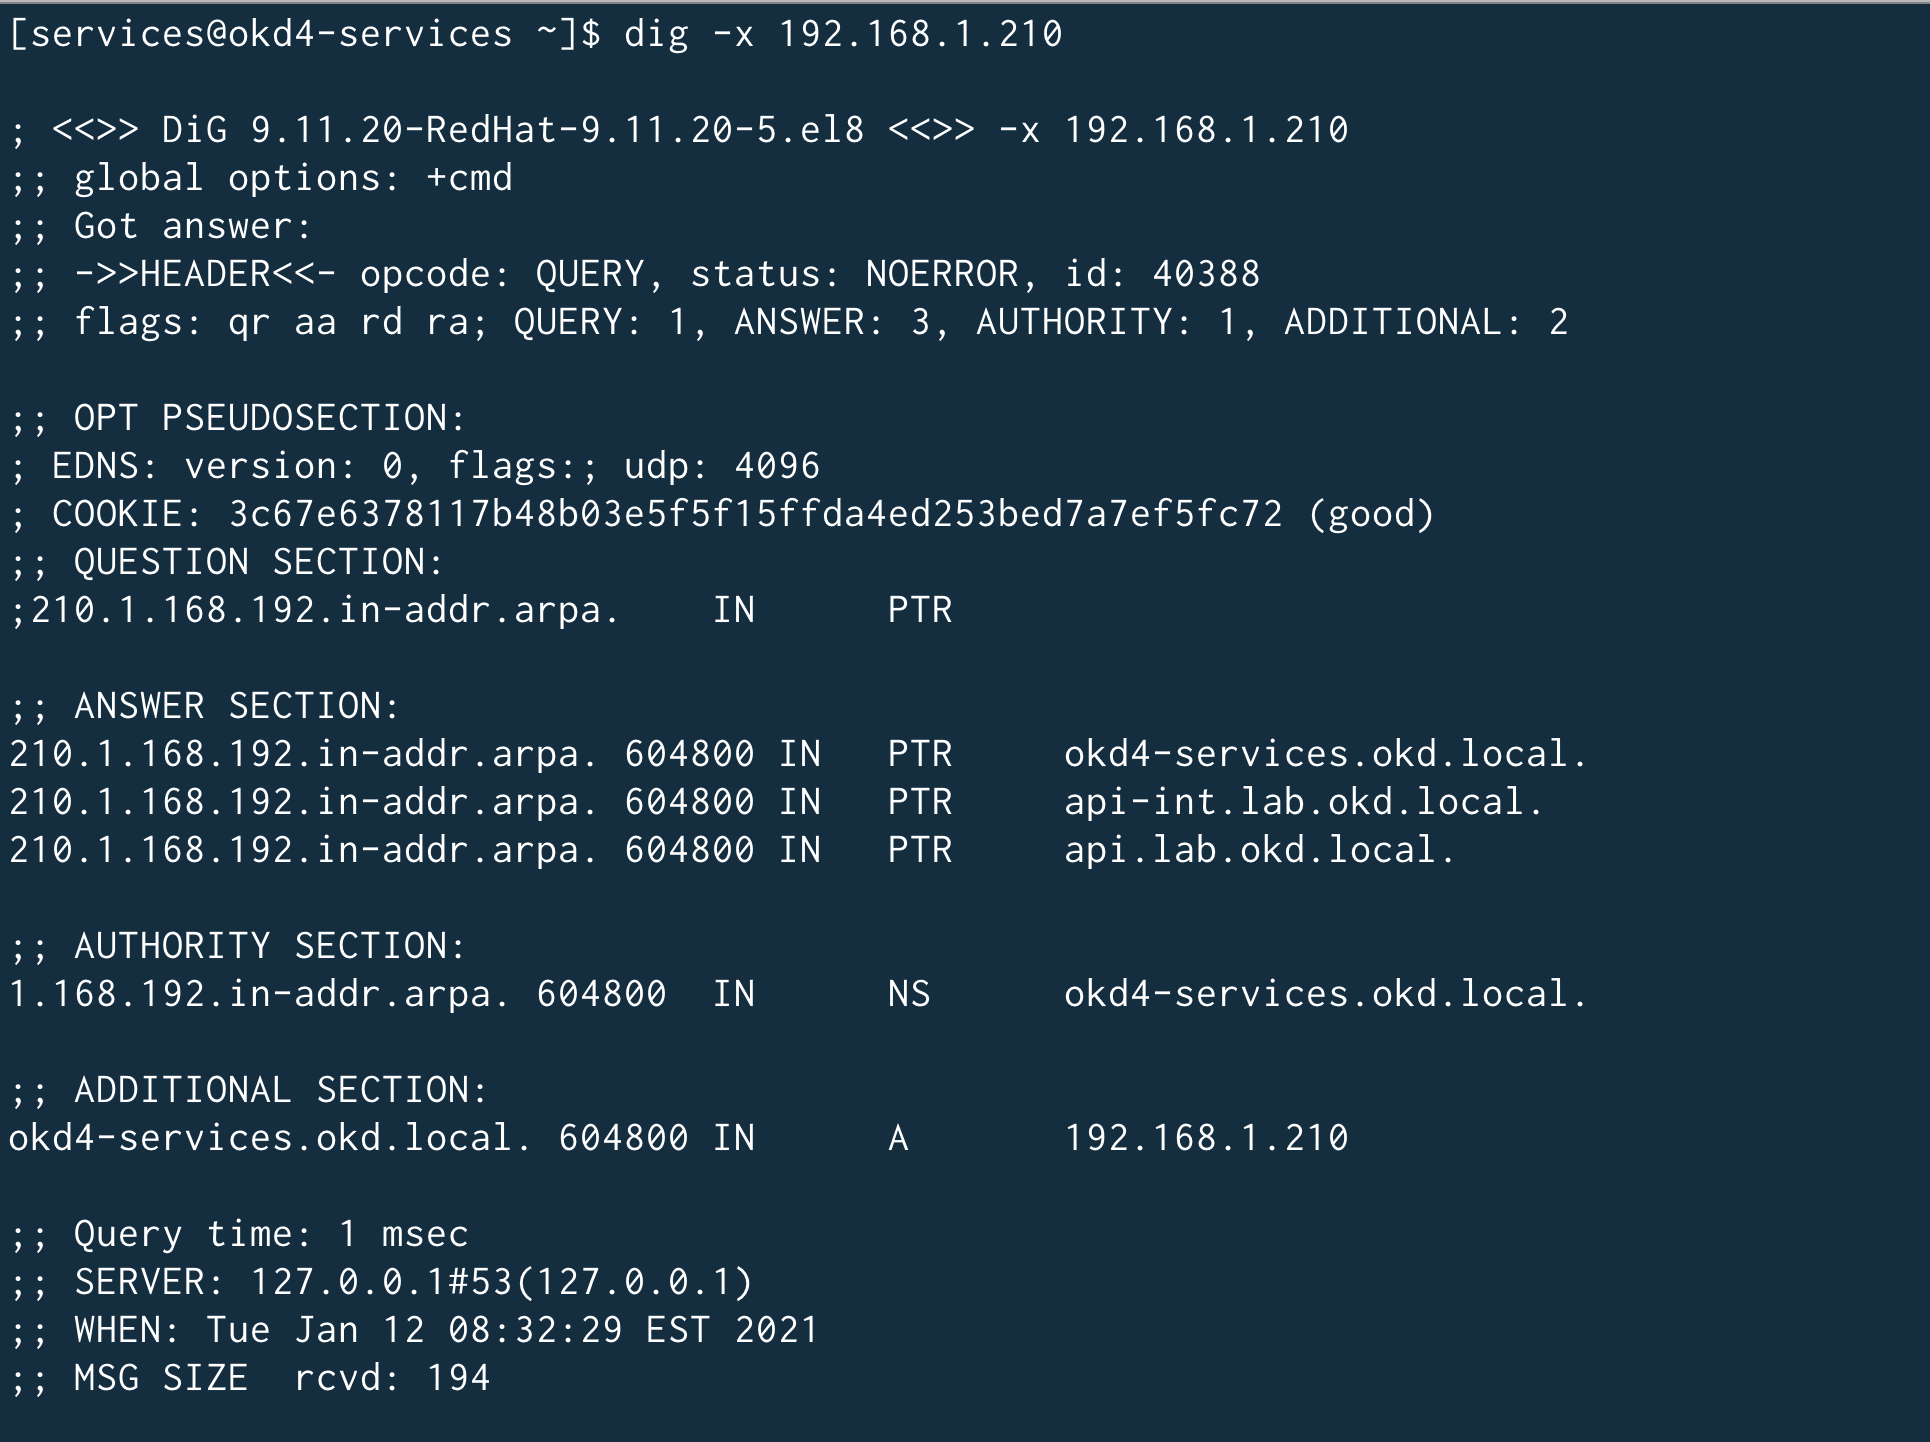 [services@okd4-services ~]$ dig -x 192.168.1.210
; <<>> DiG 9.11.20-RedHat-9.11.20-5.el8 <<>> -x 192.168.1.210
;; global options: +cmd
;; Got answer:
;; ->>HEADER<<- opcode: QUERY, status: NOERROR, id: 40388
;; flags: qr aa rd ra; QUERY: 1, ANSWER: 3, AUTHORITY: 1, ADDITIONAL: 2
;; OPT PSEUDOSECTION:
; EDNS: version: 0, flags:; udp: 4096
; COOKIE: 3c67e6378117b48b03e5f5f15ffda4ed253bed7a7ef5fc72 (good)
;; QUESTION SECTION:
;210.1.168.192.in-addr.arpa.    IN      PTR
;; ANSWER SECTION:
210.1.168.192.in-addr.arpa. 604800 IN   PTR     okd4-services.okd.local.
210.1.168.192.in-addr.arpa. 604800 IN   PTR     api-int.lab.okd.local.
210.1.168.192.in-addr.arpa. 604800 IN   PTR     api.lab.okd.local.
;; AUTHORITY SECTION:
1.168.192.in-addr.arpa. 604800  IN      NS      okd4-services.okd.local.
;; ADDITIONAL SECTION:
okd4-services.okd.local. 604800 IN      A       192.168.1.210
;; Query time: 1 msec
;; SERVER: 127.0.0.1#53(127.0.0.1)
;; WHEN: Tue Jan 12 08:32:29 EST 2021
;; MSG SIZE  rcvd: 194